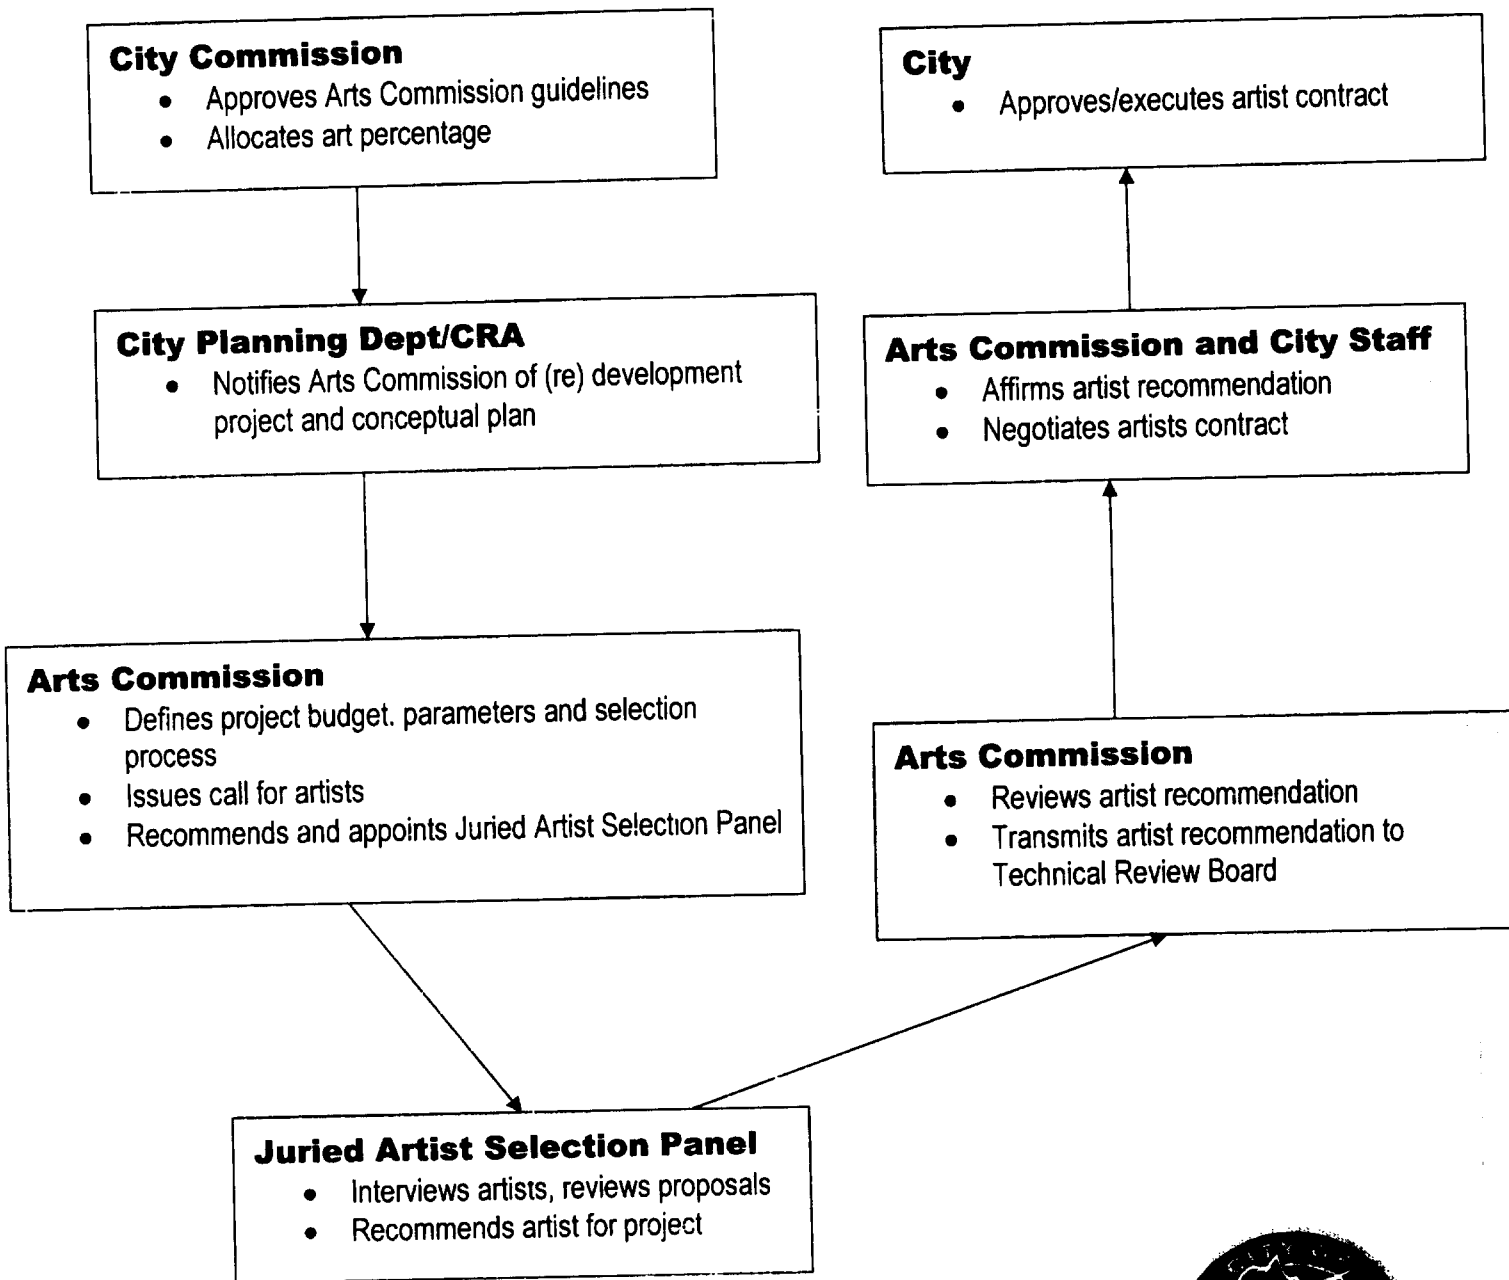 City Commission
• Approves Arts Commission guidelines
• Allocates art percentage
City Planning Dept/CRA
• Notifies Arts Commission of (re) development
project and conceptual plan
Arts Commission
• Defines project budget. parameters and selection
process
• Issues call for artists
• Recommends and appoints Juried Artist Selection Panel
Juried Artist Selection Panel
• Interviews artists, reviews proposals
• Recommends artist for project
Arts Commission
• Reviews artist recommendation
• Transmits artist recommendation to
Technical Review Board
Arts Commission and City Staff
• Affirms artist recommendation
• Negotiates artists contract
City
• Approves/executes artist contract